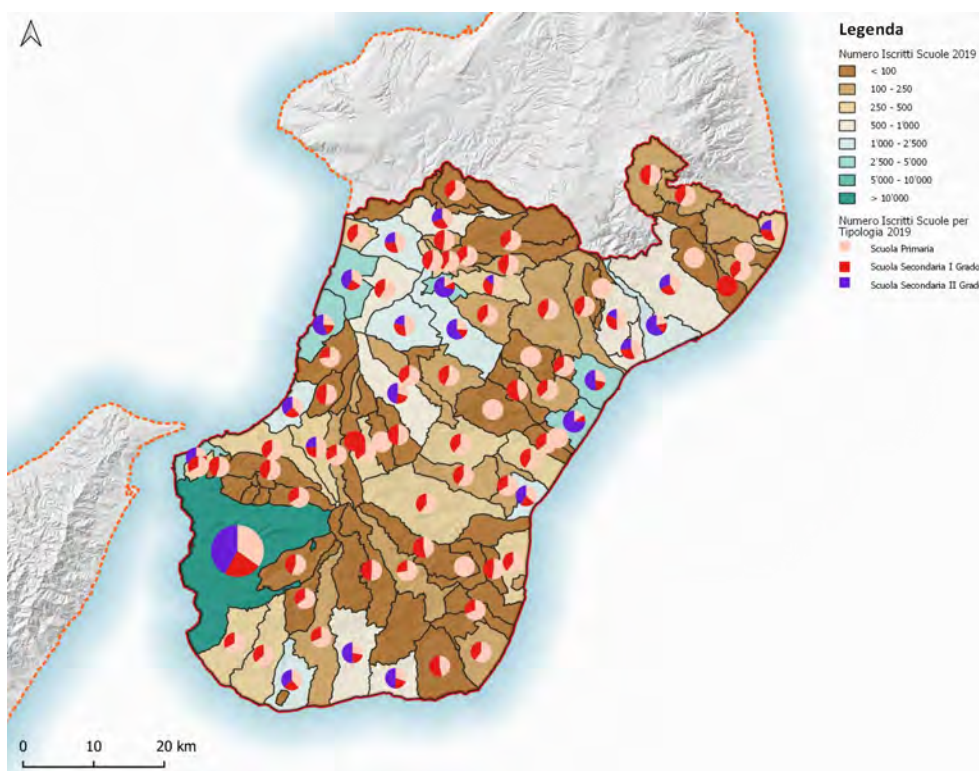 Legenda
Numero Iscritti Scuole 2019
< 100
100 - 250
250 - 500
500 - 1'000
1'000 - 2'500
2'500 - 5'000
5'000 - 10'000
> 10'000
Numero Iscritti Scuole per
Tipologia 2019
Scuola Primaria
Scuola Secondaria I Grado
Scuola Secondaria II Grado
0 10 20 km